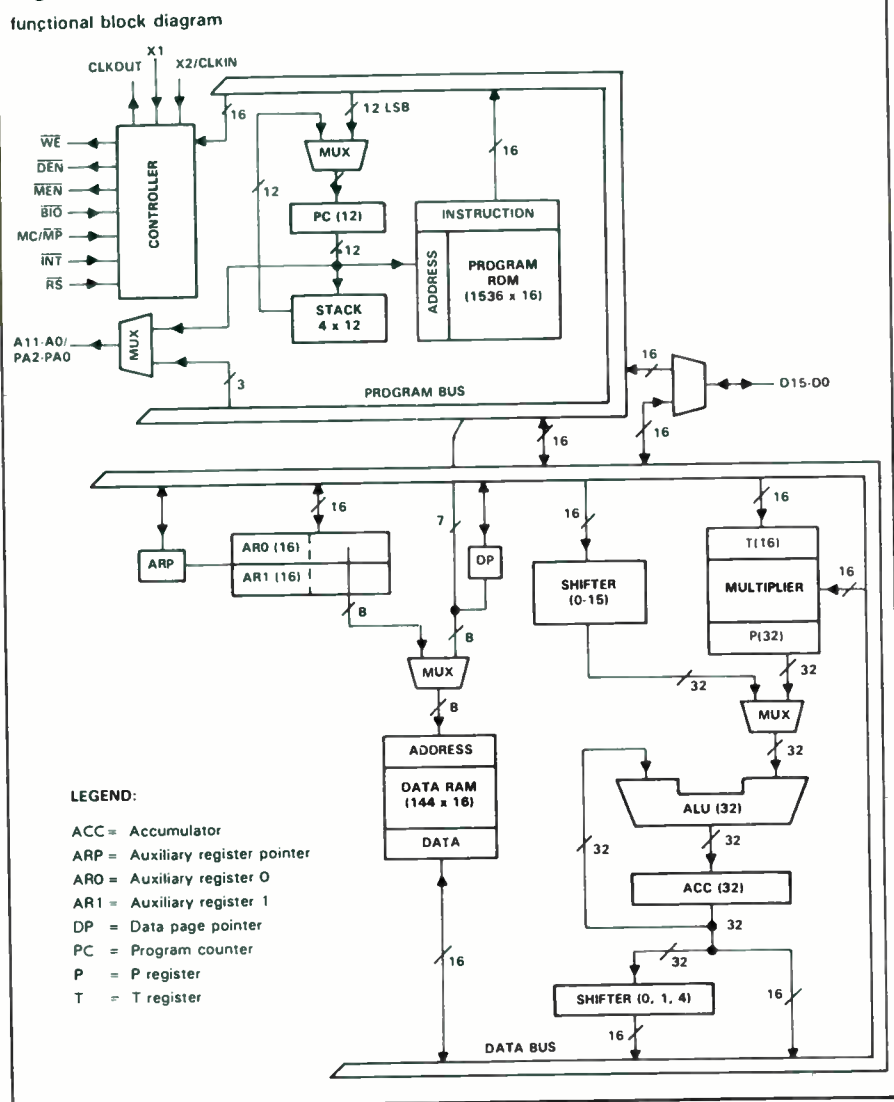 functional block diagram
X1
CLKOUT
X2/CLKIN
16
12 LSB
WE
DEN
MEN
BIO
MC/MP
INT
RS
CONTROLLER
MUX
16
12
PC (12)
INSTRUCTION
12
ADDRESS
PROGRAM
ROM
(1536 x 16)
STACK
4 x 12
A11-A0/
PA2-PA0
MUX
3
PROGRAM BUS
16
D15-D0
16
16
16
7
16
16
ARP
AR0 (16)
AR1 (16)
DP
SHIFTER
(0-15)
T(16)
MULTIPLIER
P(32)
16
8
8
MUX
32
32
MUX
8
32
ADDRESS
DATA RAM
(144 x 16)
DATA
ALU (32)
32
32
ACC (32)
32
32
SHIFTER (0, 1, 4)
16
16
16
DATA BUS
LEGEND:
ACC = Accumulator
ARP = Auxiliary register pointer
AR0 = Auxiliary register 0
AR1 = Auxiliary register 1
DP = Data page pointer
PC = Program counter
P = P register
T = T register